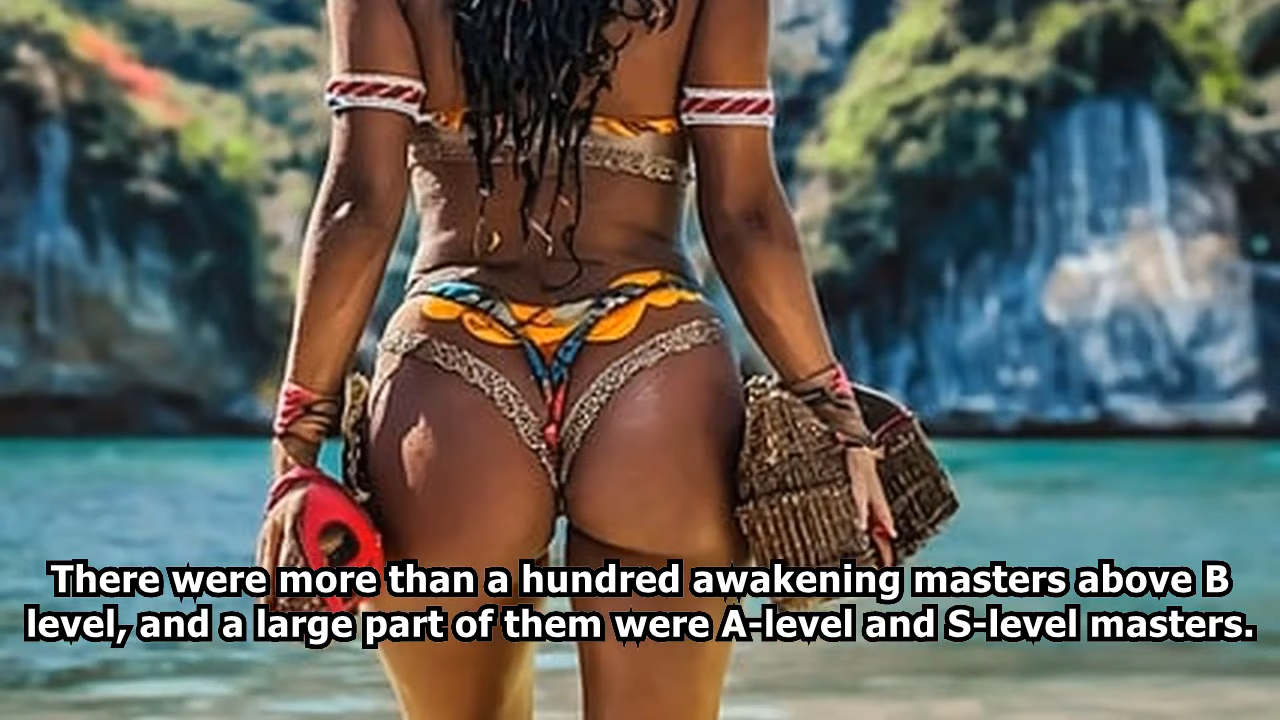 There were more than a hundred awakening masters above B
level, and a large part of them were A-level and S-level masters.